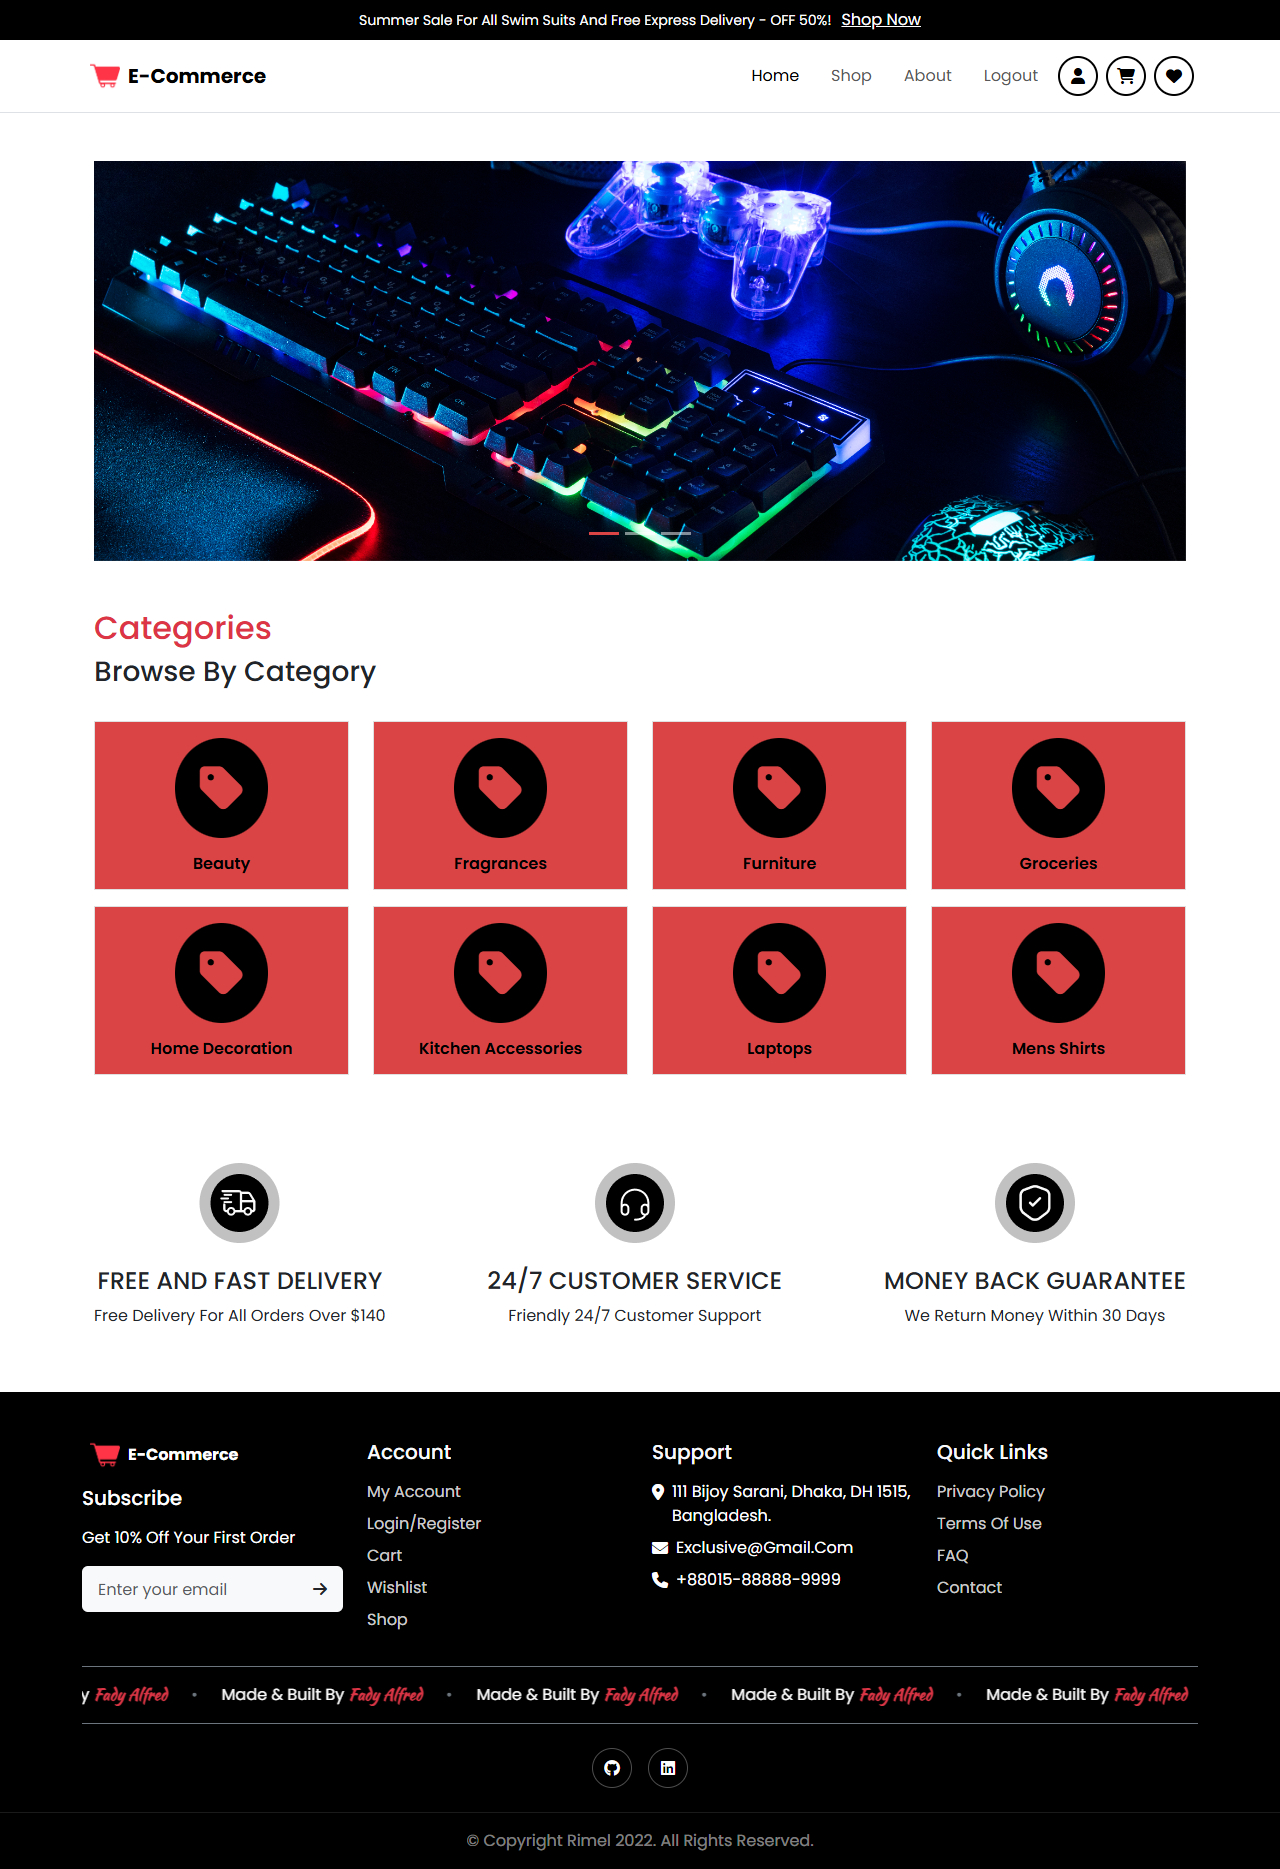 Summer Sale For All Swim Suits And Free Express Delivery - OFF 50%! Shop Now
E-Commerce
Home Shop About Logout
Categories
Browse By Category
Beauty Fragrances Furniture Groceries
Home Decoration Kitchen Accessories Laptops Mens Shirts
FREE AND FAST DELIVERY
Free Delivery For All Orders Over $140
24/7 CUSTOMER SERVICE
Friendly 24/7 Customer Support
MONEY BACK GUARANTEE
We Return Money Within 30 Days
E-Commerce
Subscribe
Get 10% Off Your First Order
Enter your email
Account
My Account
Login/Register
Cart
Wishlist
Shop
Support
111 Bijoy Sarani, Dhaka, DH 1515,
Bangladesh.
Exclusive@Gmail.Com
+88015-88888-9999
Quick Links
Privacy Policy
Terms Of Use
FAQ
Contact
y Fady Alfred • Made & Built By Fady Alfred • Made & Built By Fady Alfred • Made & Built By Fady Alfred • Made & Built By Fady Alfred
© Copyright Rimel 2022. All Rights Reserved.